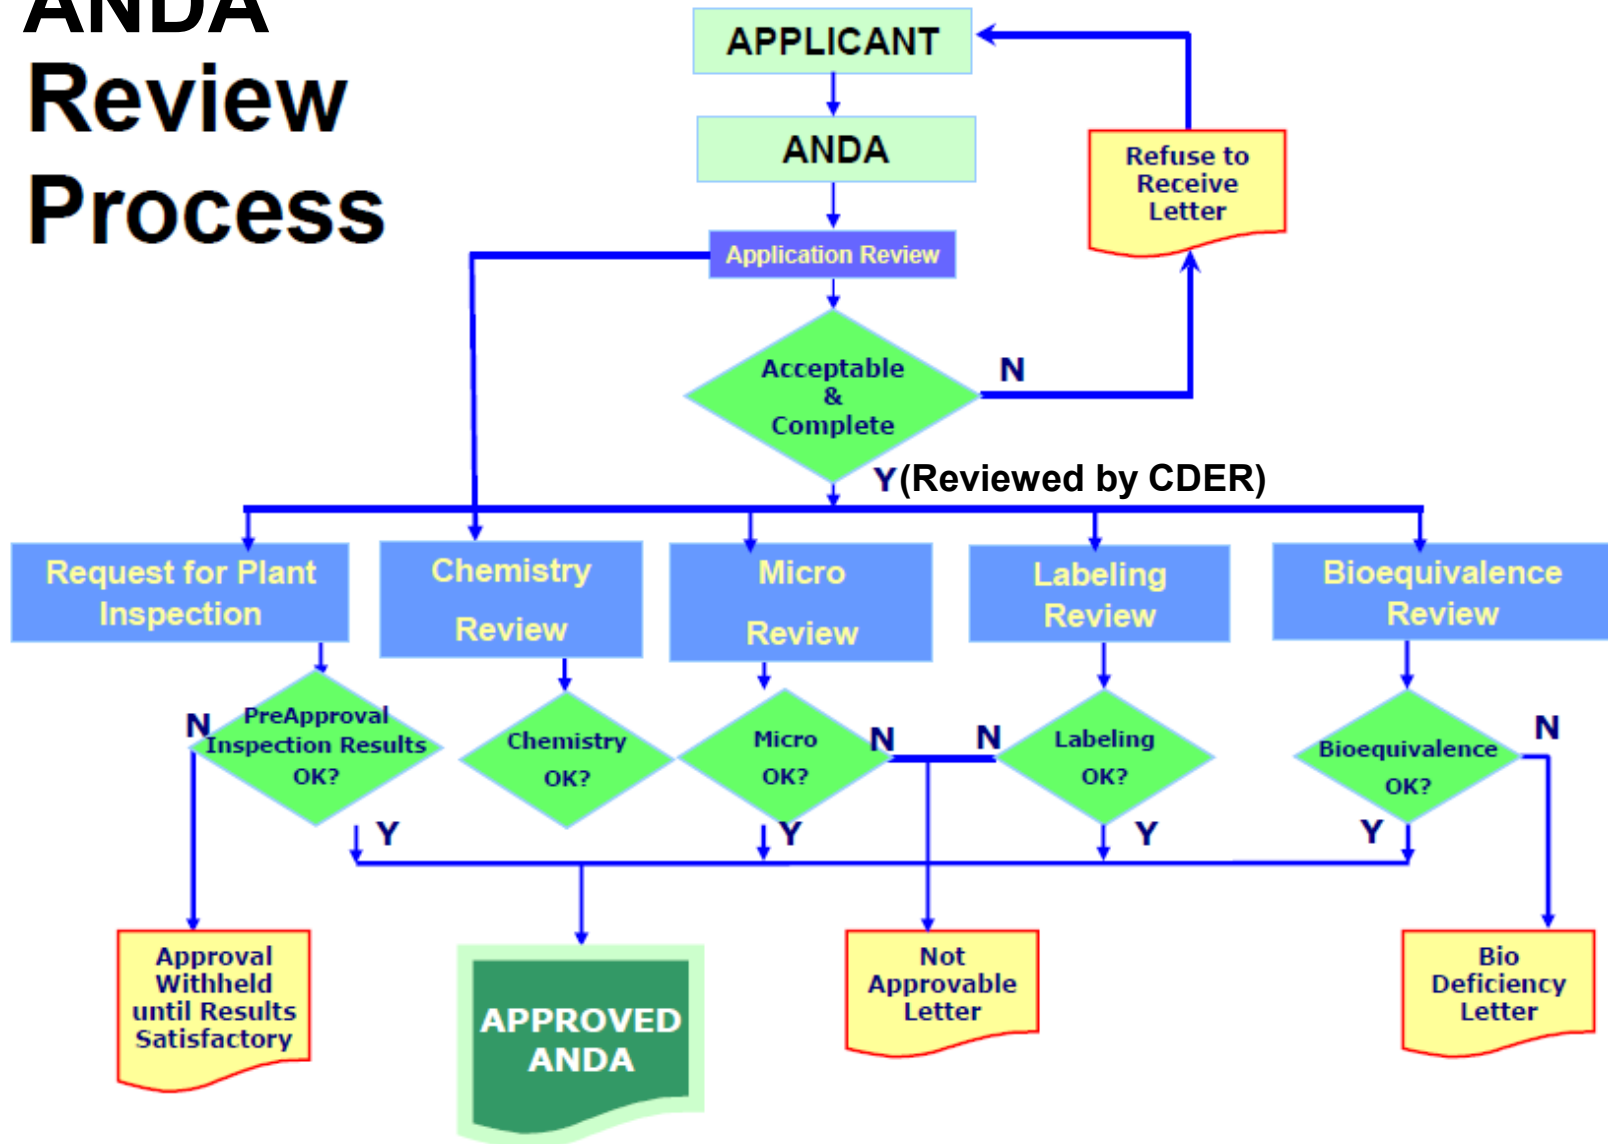 ANDA
Review
Process
APPLICANT
ANDA
Refuse to
Receive
Letter
Application Review
Acceptable
&
Complete
N
Y (Reviewed by CDER)
Request for Plant
Inspection
Chemistry
Review
Micro
Review
Labeling
Review
Bioequivalence
Review
N
PreApproval
Inspection Results
OK?
Y
Chemistry
OK?
Micro
OK?
N
Y
N
Labeling
OK?
Y
Bioequivalence
OK?
N
Y
Approval
Withheld
until Results
Satisfactory
APPROVED
ANDA
Not
Approvable
Letter
Bio
Deficiency
Letter